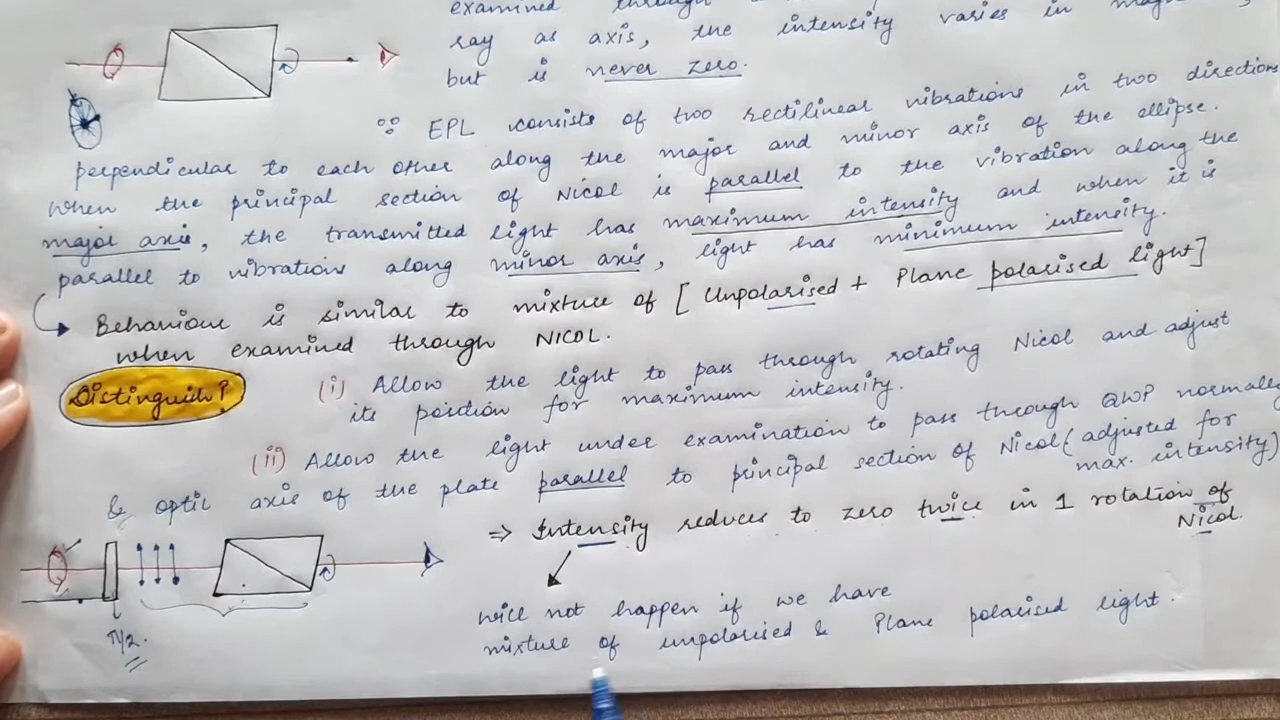 examined through
ray as axis, the intensity varies in
but is never zero.
∵ EPL consists of two rectilinear vibrations in two directions
perpendicular to each other along the major and minor axis of the ellipse.
When the principal section of Nicol is parallel to the vibration along the
major axis, the transmitted light has maximum intensity and when it is
parallel to vibrations along minor axis, light has minimum intensity.
Behaviour is similar to mixture of [Unpolarised + Plane polarised light]
when examined through NICOL.
Distinguish?
(i) Allow the light to pass through rotating Nicol and adjust
its position for maximum intensity.
(ii) Allow the light under examination to pass through QWP normally
& optic axis of the plate parallel to principal section of Nicol (adjusted for
max. intensity)
⇒ Intensity reduces to zero twice in 1 rotation of
Nicol.
will not happen if we have
mixture of unpolarised & Plane polarised light.
π/2.